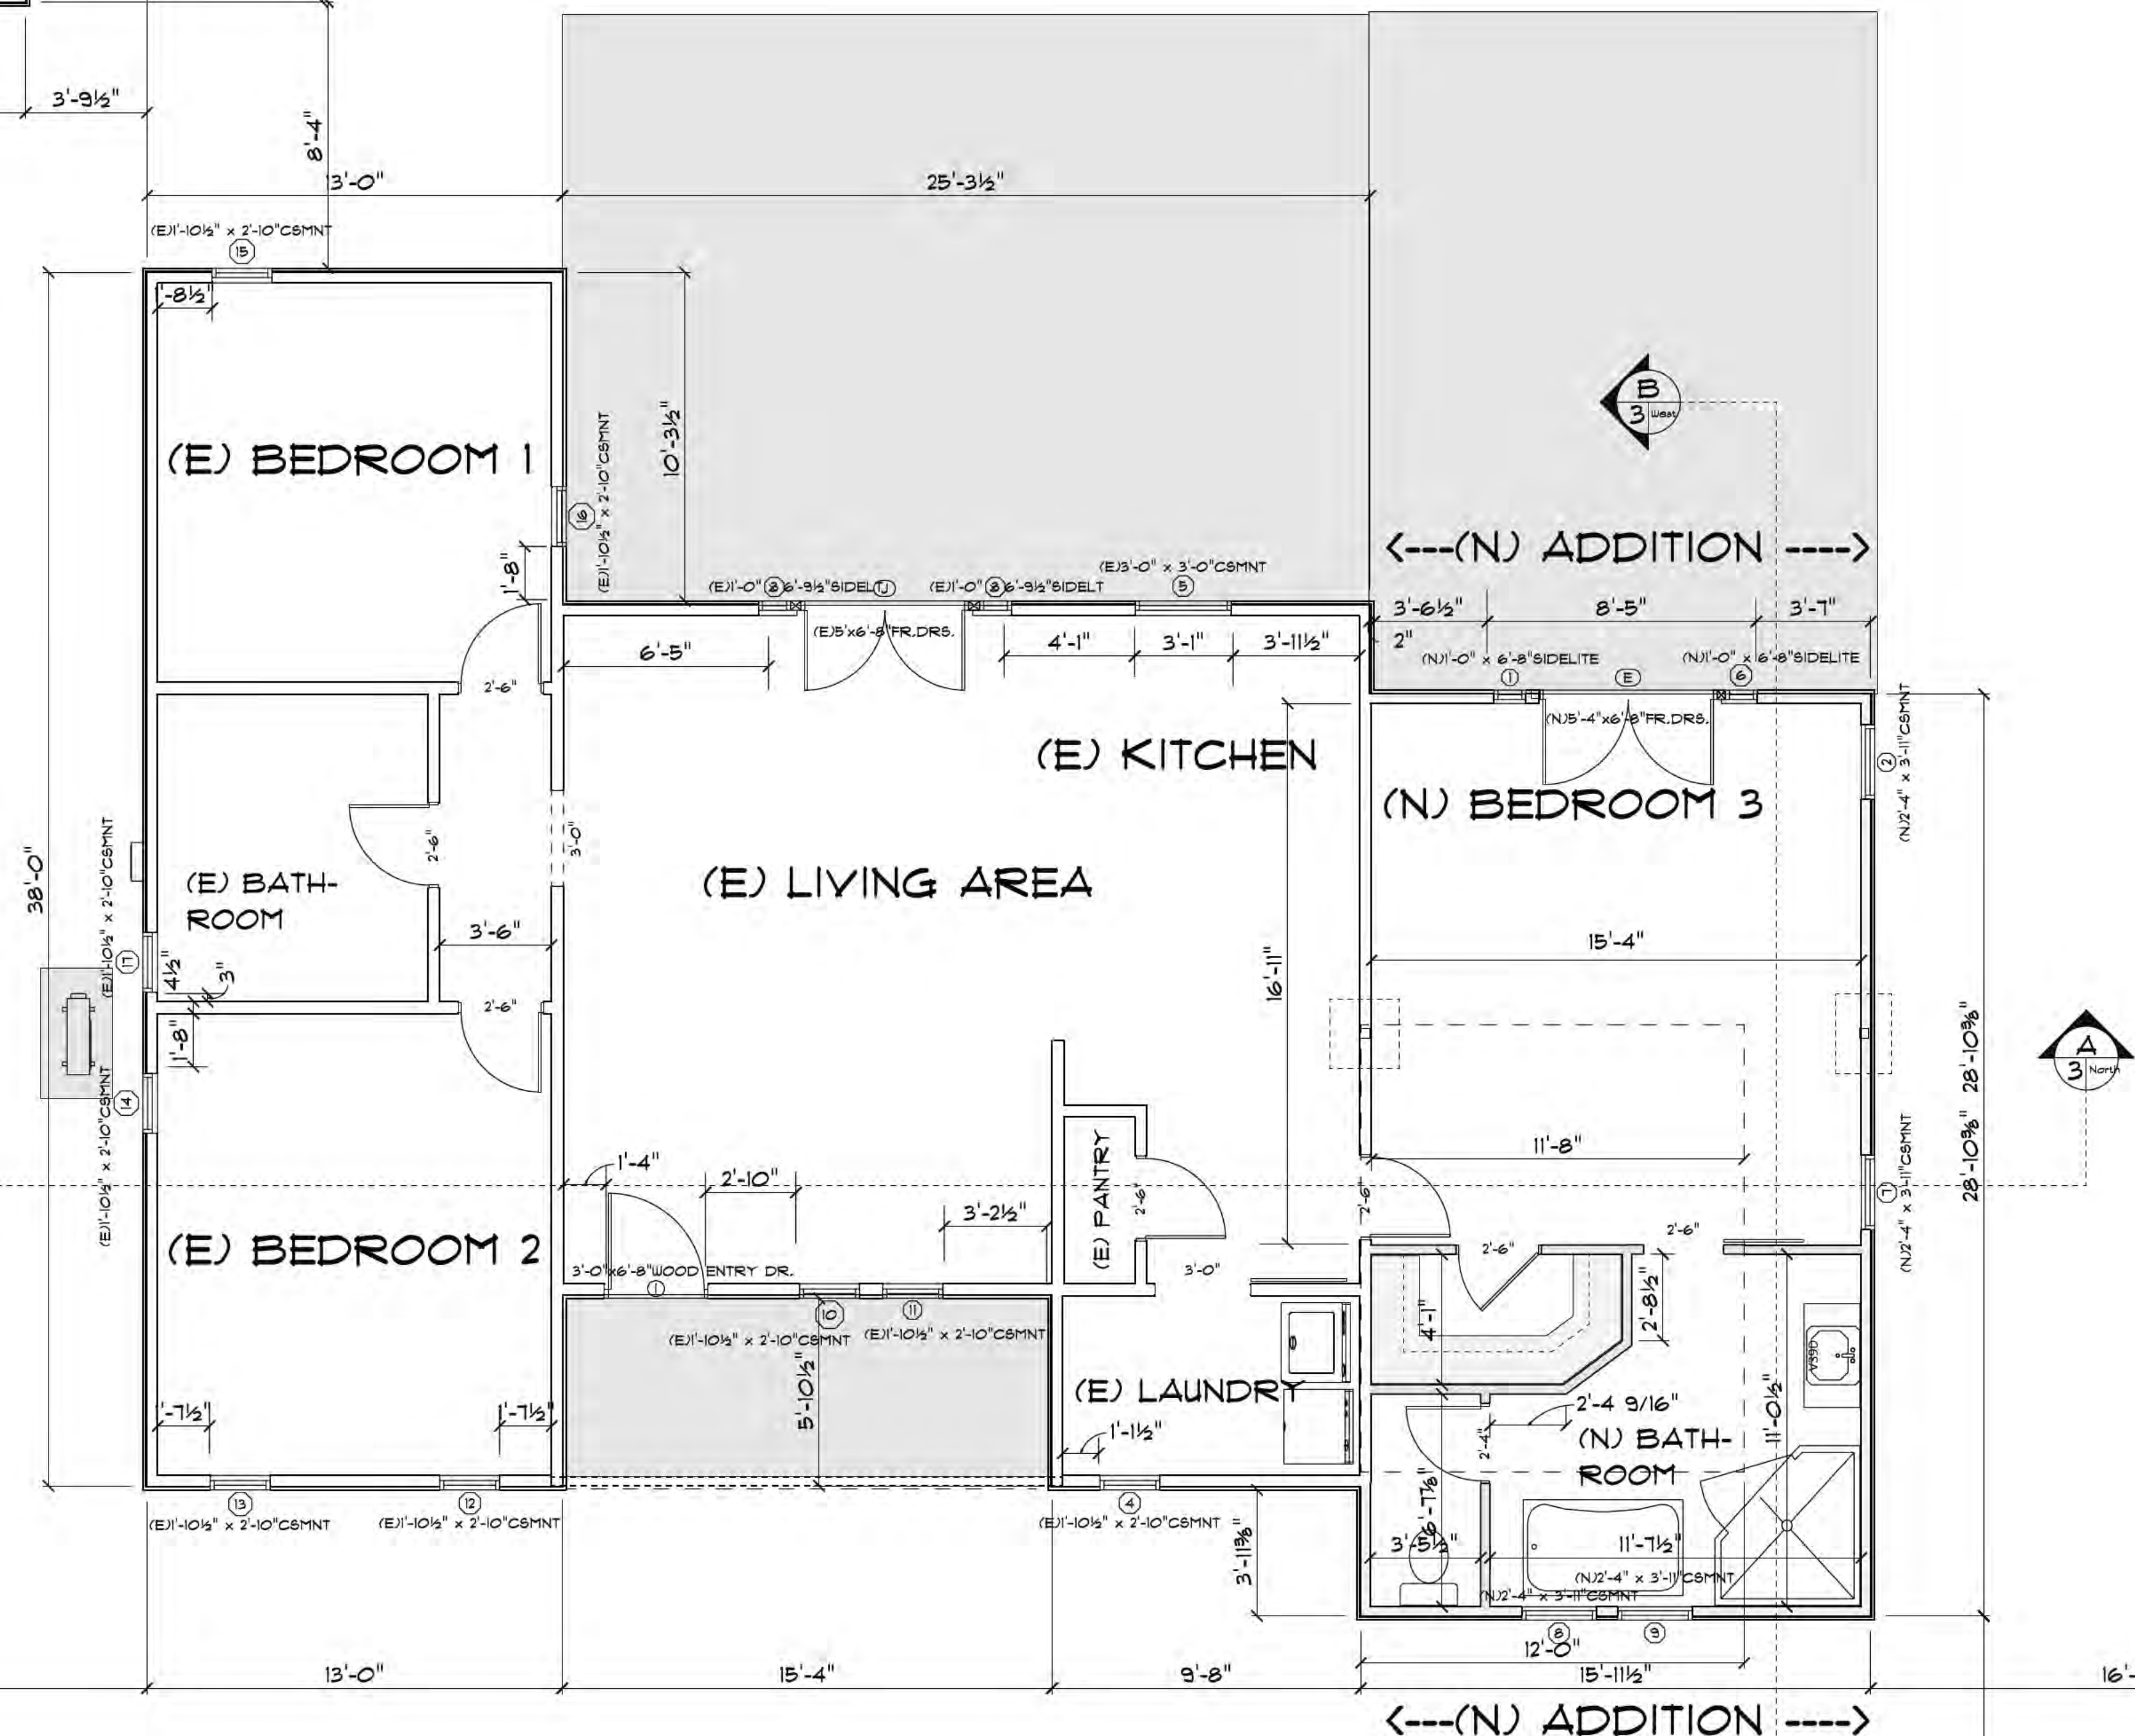 3'-9½"
8'-4"
13'-0"
25'-3½"
(E)1'-10½" x 2'-10"CSMNT
15
1'-8½"
(E) BEDROOM 1
16
(E)1'-10½" x 2'-10"CSMNT
10'-3½"
1'-8"
B
3 West
<---(N) ADDITION ---->
(E)3'-0" x 3'-0"CSMNT
5
(E)1'-0" 6'-9½"SIDELT
(E)1'-0" 6'-9½"SIDELT
(E)5'x6'-8"FR.DRS.
6'-5"
4'-1"
3'-1"
3'-11½"
3'-6½"
8'-5"
3'-7"
2"
(N)1'-0" x 6'-8"SIDELITE
(N)1'-0" x 6'-8"SIDELITE
1
E
6
(N)5'-4"x6'-8"FR.DRS.
2'-6"
(E) KITCHEN
(N) BEDROOM 3
2
(N)2'-4" x 3'-11"CSMNT
38'-0"
(E)1'-10½" x 2'-10"CSMNT
17
(E) BATH-
ROOM
2'-6"
3'-0"
(E) LIVING AREA
3'-6"
15'-4"
16'-11"
4½"
3"
2'-6"
1'-8"
14
(E)1'-10½" x 2'-10"CSMNT
28'-10⅜"
28'-10⅜"
A
3 North
(E) PANTRY
2'-6"
2'-6"
11'-8"
7
(N)2'-4" x 3'-11"CSMNT
1'-4"
2'-10"
3'-2½"
(E) BEDROOM 2
3'-0"x6'-8"WOOD ENTRY DR.
3'-0"
2'-6"
2'-6"
10
11
(E)1'-10½" x 2'-10"CSMNT
(E)1'-10½" x 2'-10"CSMNT
5'-10½"
4'-1"
2'-8½"
V39D
(E) LAUNDRY
1'-1½"
1'-7½"
1'-7½"
2'-4 9/16"
2'-4"
(N) BATH-
ROOM
11'-0½"
13
12
4
(E)1'-10½" x 2'-10"CSMNT
(E)1'-10½" x 2'-10"CSMNT
(E)1'-10½" x 2'-10"CSMNT
3'-11⅜"
6'-7⅛"
3'-5½"
11'-7½"
(N)2'-4" x 3'-11"CSMNT
(N)2'-4" x 3'-11"CSMNT
8
9
12'-0"
13'-0"
15'-4"
9'-8"
15'-11½"
16'-
<---(N) ADDITION ---->